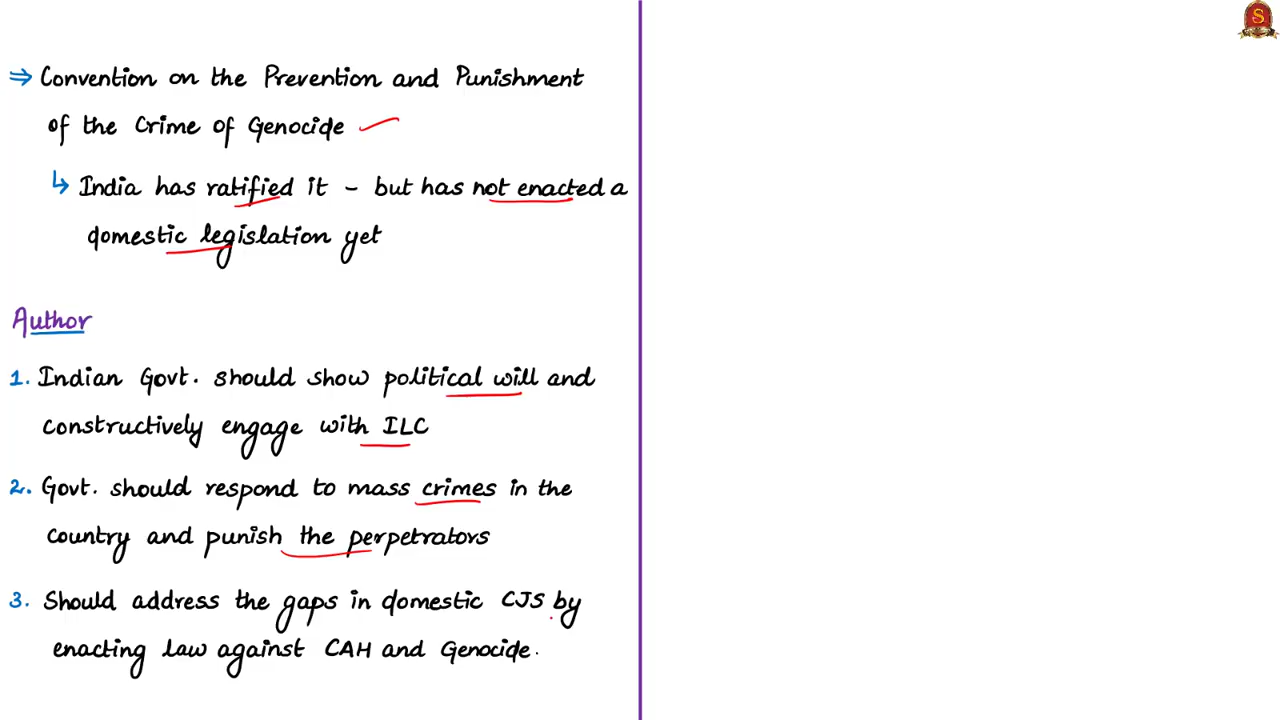 ⇒ Convention on the Prevention and Punishment
of the Crime of Genocide
↳ India has ratified it - but has not enacted a
domestic legislation yet
Author
1. Indian Govt. should show political will and
constructively engage with ILC
2. Govt. should respond to mass crimes in the
country and punish the perpetrators
3. Should address the gaps in domestic CJS by
enacting law against CAH and Genocide.
S